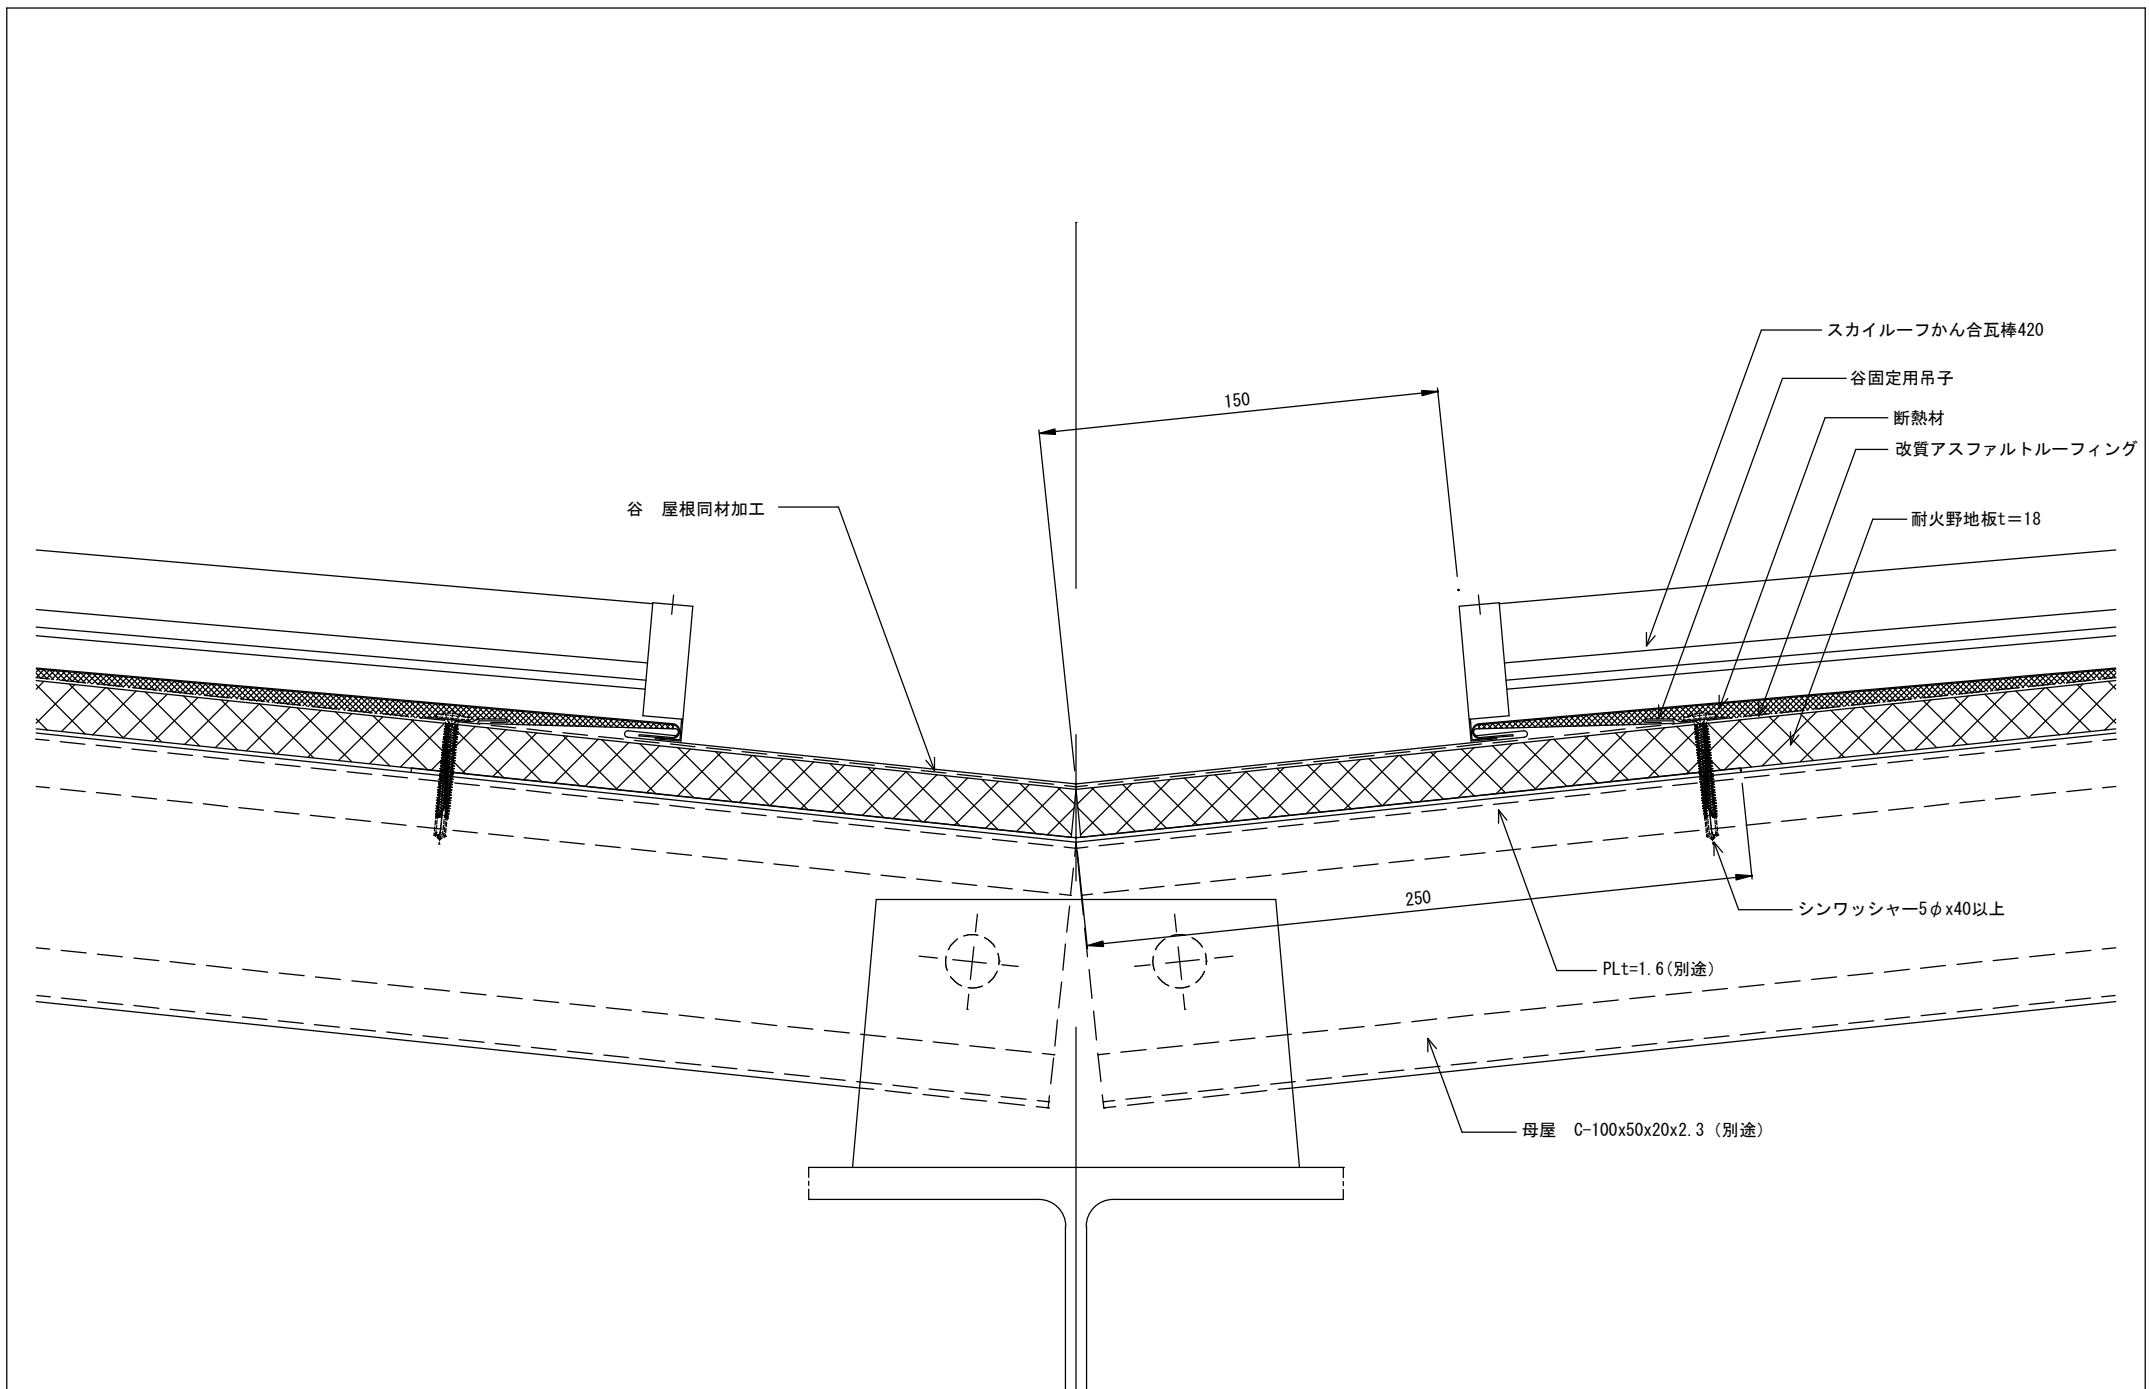 スカイルーフかん合瓦棒420
谷固定用吊子
150
断熱材
改質アスファルトルーフィング
谷　屋根同材加工
耐火野地板t＝18
250
シンワッシャー5φx40以上
PLt=1.6(別途)
母屋　C-100x50x20x2.3（別途）